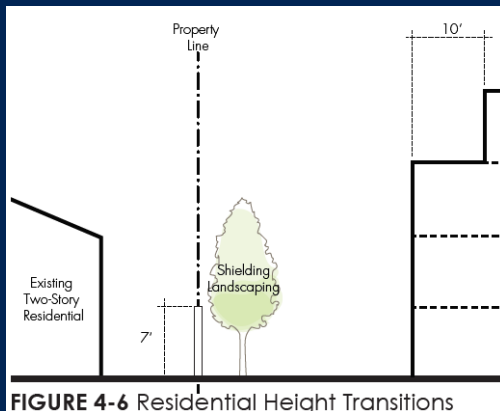 Property
Line
10'
Shielding
Landscaping
Existing
Two-Story
Residential
7'
FIGURE 4-6 Residential Height Transitions